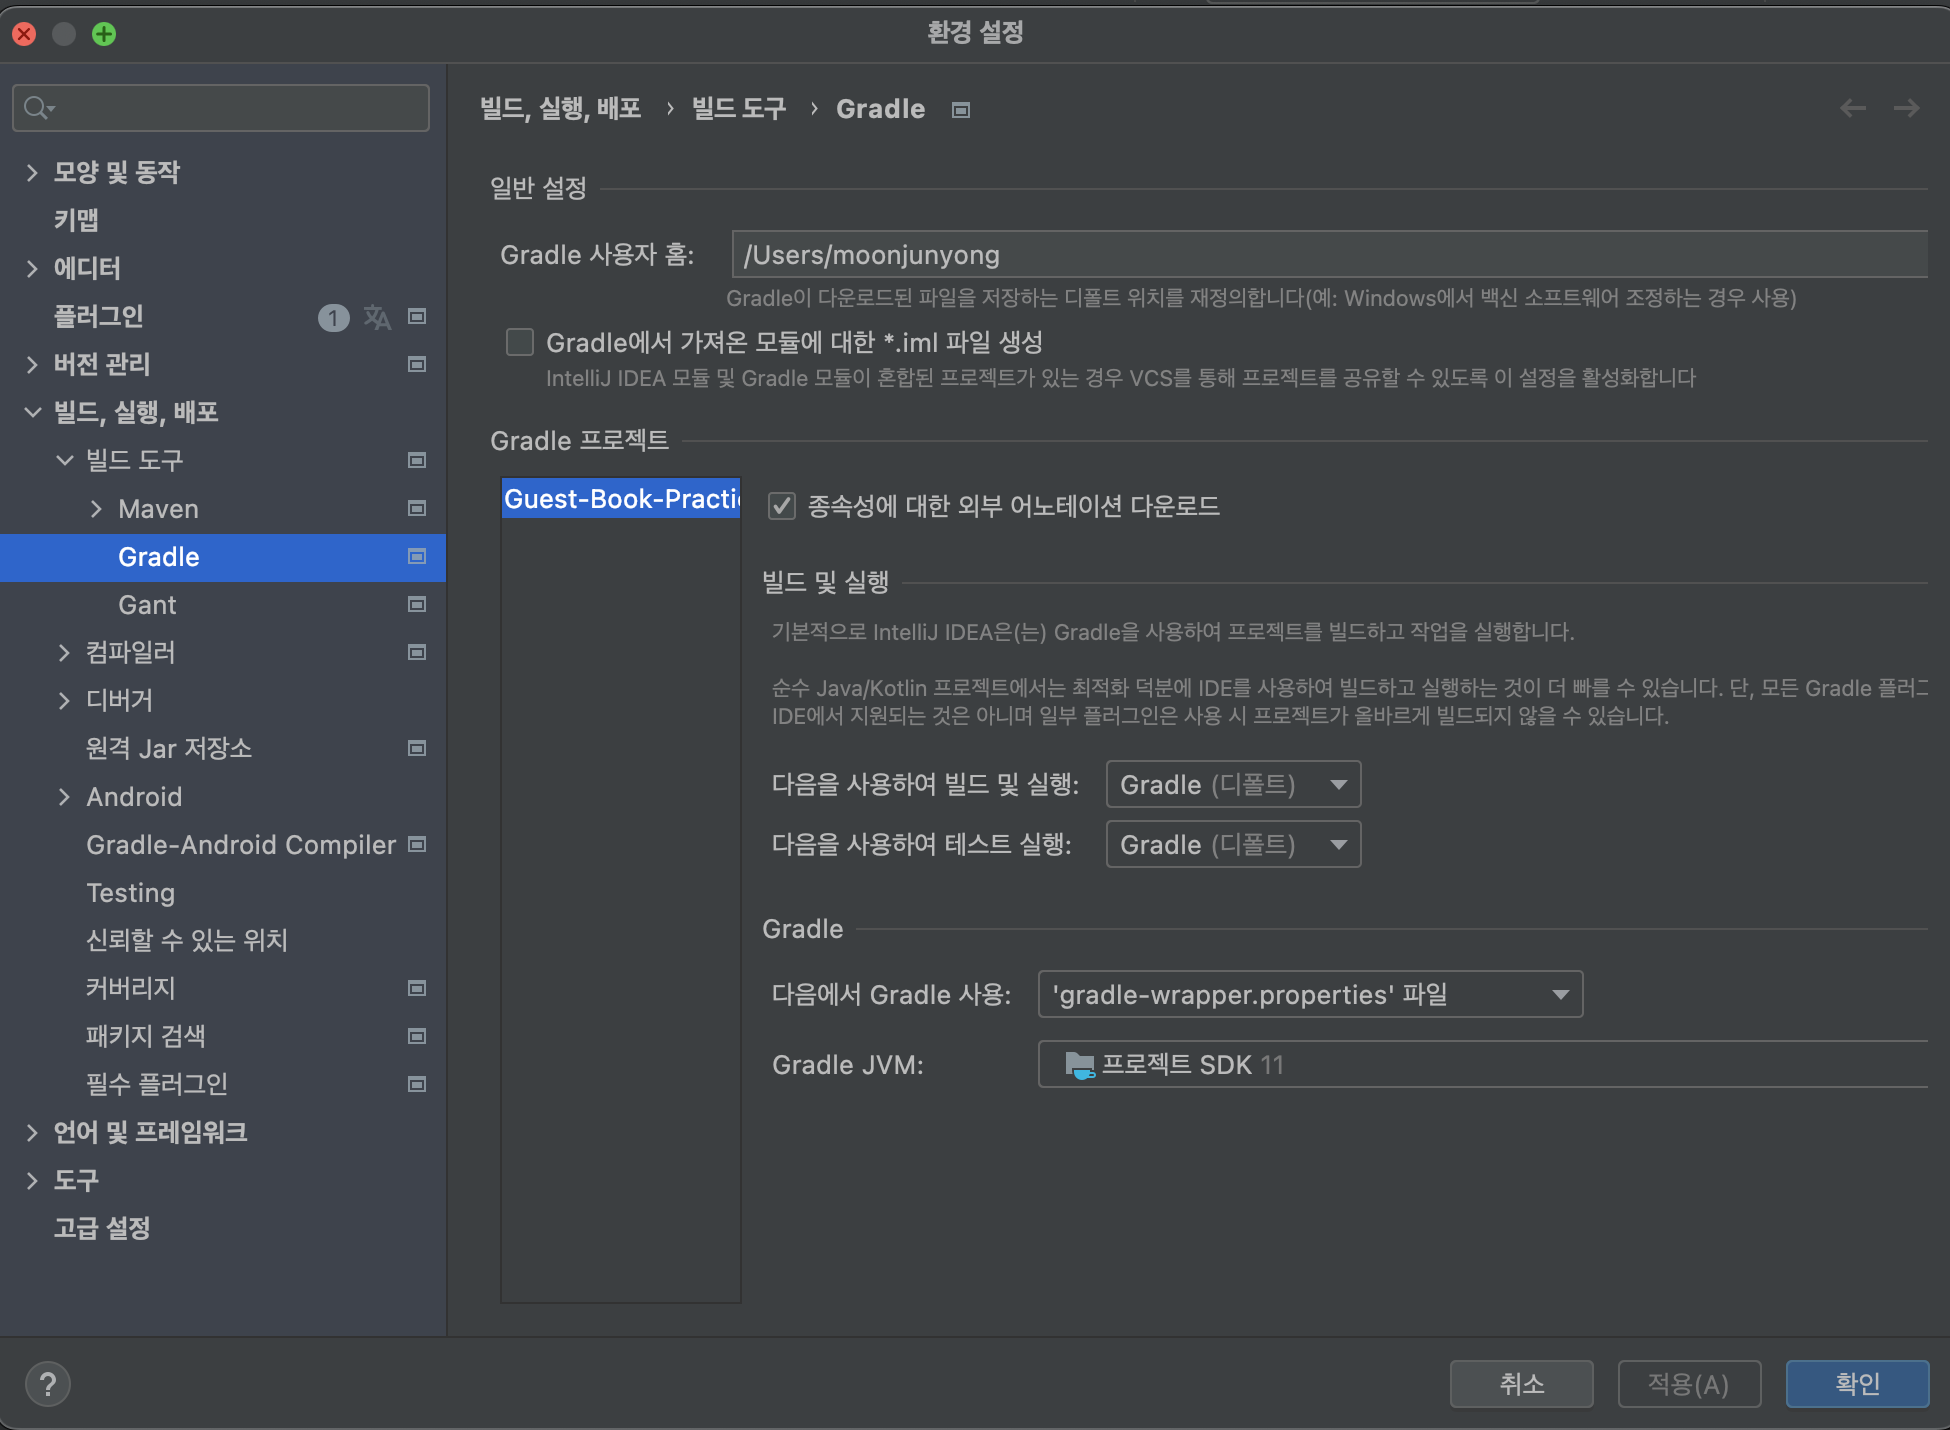 환경 설정
모양 및 동작
키맵
에디터
플러그인 1
버전 관리
빌드, 실행, 배포
빌드 도구
Maven
Gradle
Gant
컴파일러
디버거
원격 Jar 저장소
Android
Gradle-Android Compiler
Testing
신뢰할 수 있는 위치
커버리지
패키지 검색
필수 플러그인
언어 및 프레임워크
도구
고급 설정
빌드, 실행, 배포 › 빌드 도구 › Gradle
일반 설정
Gradle 사용자 홈: /Users/moonjunyong
Gradle이 다운로드된 파일을 저장하는 디폴트 위치를 재정의합니다(예: Windows에서 백신 소프트웨어 조정하는 경우 사용)
Gradle에서 가져온 모듈에 대한 *.iml 파일 생성
IntelliJ IDEA 모듈 및 Gradle 모듈이 혼합된 프로젝트가 있는 경우 VCS를 통해 프로젝트를 공유할 수 있도록 이 설정을 활성화합니다
Gradle 프로젝트
Guest-Book-Practic
종속성에 대한 외부 어노테이션 다운로드
빌드 및 실행
기본적으로 IntelliJ IDEA은(는) Gradle을 사용하여 프로젝트를 빌드하고 작업을 실행합니다.
순수 Java/Kotlin 프로젝트에서는 최적화 덕분에 IDE를 사용하여 빌드하고 실행하는 것이 더 빠를 수 있습니다. 단, 모든 Gradle 플러그
IDE에서 지원되는 것은 아니며 일부 플러그인은 사용 시 프로젝트가 올바르게 빌드되지 않을 수 있습니다.
다음을 사용하여 빌드 및 실행: Gradle (디폴트)
다음을 사용하여 테스트 실행: Gradle (디폴트)
Gradle
다음에서 Gradle 사용: 'gradle-wrapper.properties' 파일
Gradle JVM: 프로젝트 SDK 11
? 취소 적용(A) 확인